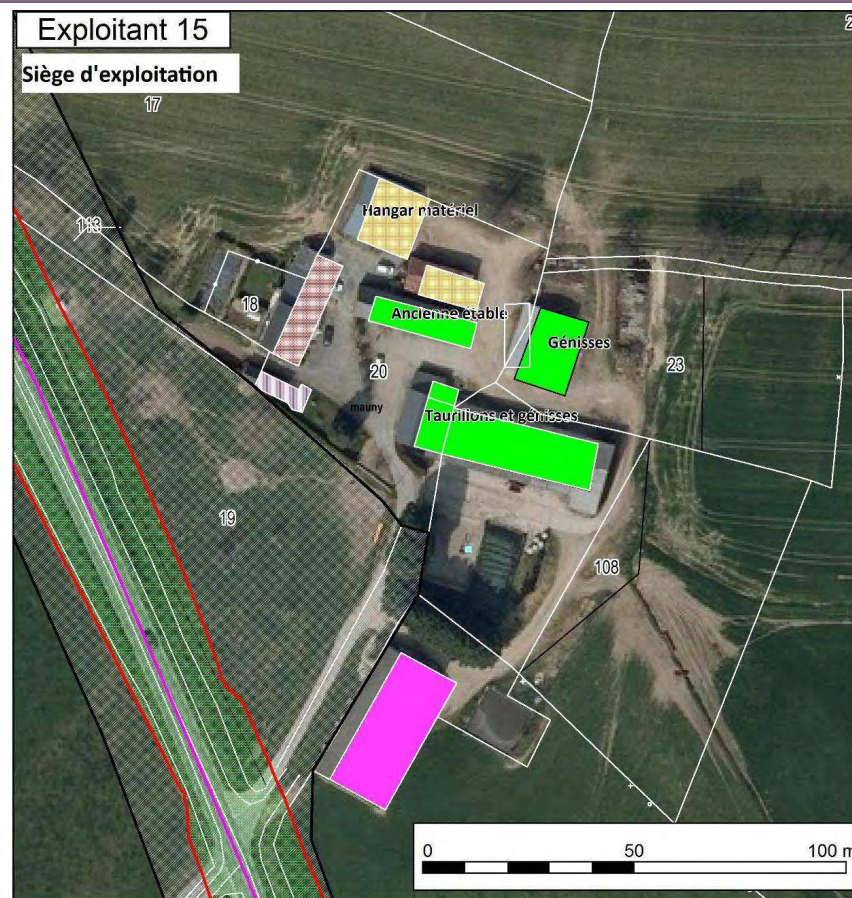 Exploitant 15
Siège d'exploitation
17
113
Hangar matériel
18
Ancienne étable
Génisses
20
23
mauny
Taurillons et génisses
19
108
0 50 100 m